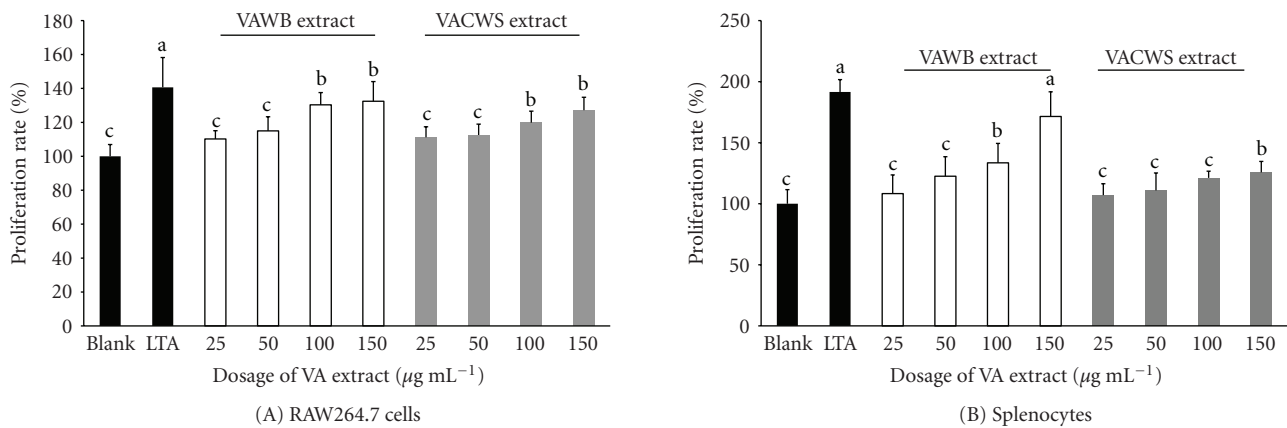 VAWB extract VACWS extract
Proliferation rate (%)
180
160
140
120
100
80
60
40
20
0
c a c c b b c c b b
Blank LTA 25 50 100 150 25 50 100 150
Dosage of VA extract (μg mL−1)
(A) RAW264.7 cells
VAWB extract VACWS extract
Proliferation rate (%)
250
200
150
100
50
0
c a c c b a c c c b
Blank LTA 25 50 100 150 25 50 100 150
Dosage of VA extract (μg mL−1)
(B) Splenocytes